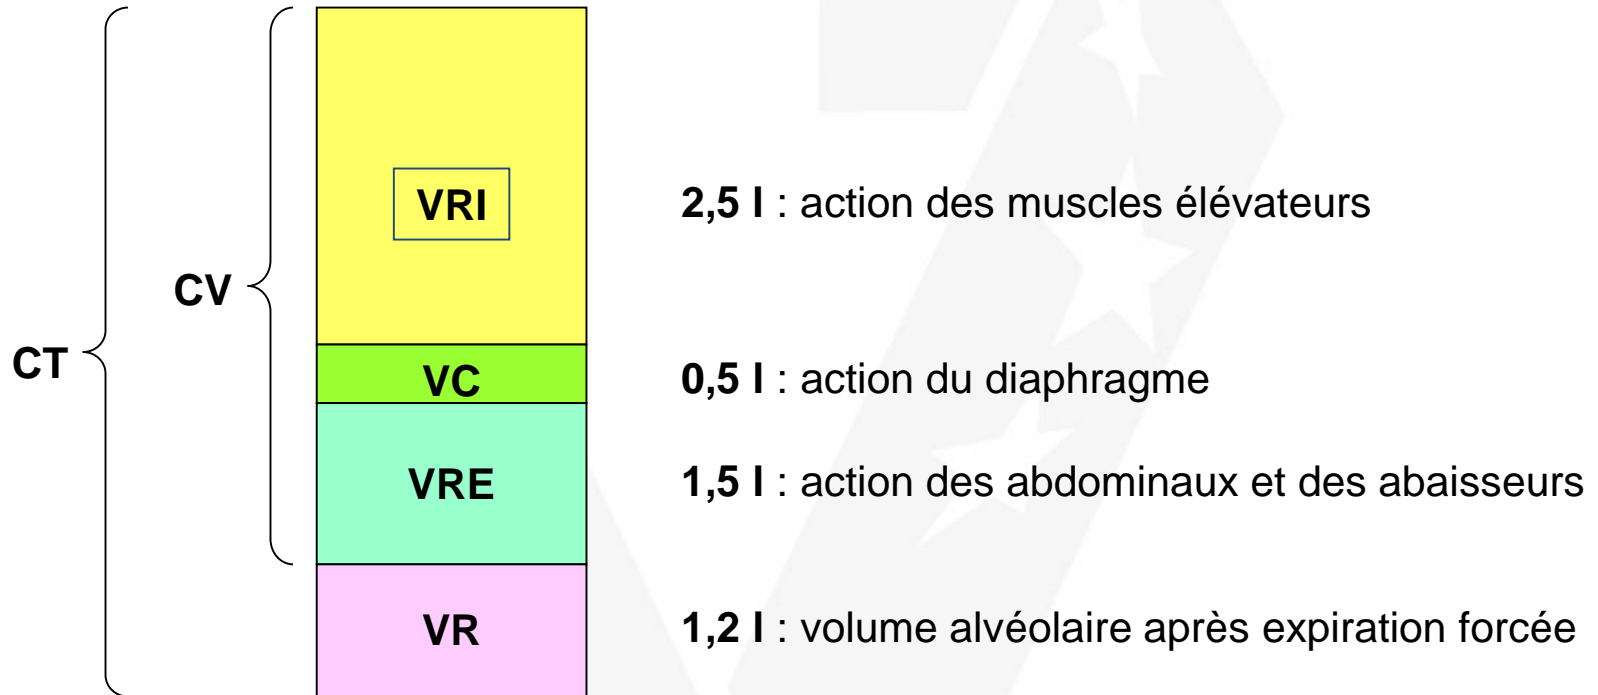 VRI 2,5 l : action des muscles élévateurs
CV
CT
VC 0,5 l : action du diaphragme
VRE 1,5 l : action des abdominaux et des abaisseurs
VR 1,2 l : volume alvéolaire après expiration forcée